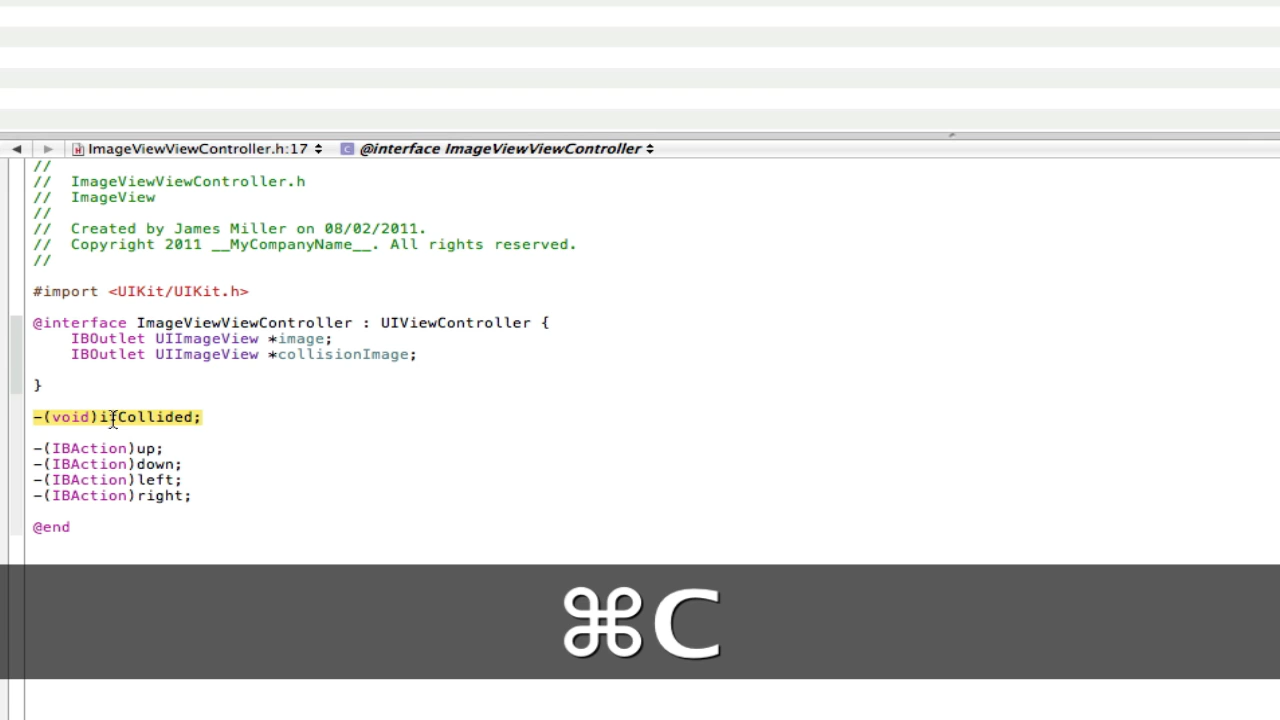 ImageViewViewController.h:17 @interface ImageViewViewController
//
// ImageViewViewController.h
// ImageView
//
// Created by James Miller on 08/02/2011.
// Copyright 2011 __MyCompanyName__. All rights reserved.
//
#import <UIKit/UIKit.h>
@interface ImageViewViewController : UIViewController {
IBOutlet UIImageView *image;
IBOutlet UIImageView *collisionImage;
}
-(void)ifCollided;
-(IBAction)up;
-(IBAction)down;
-(IBAction)left;
-(IBAction)right;
@end
⌘C